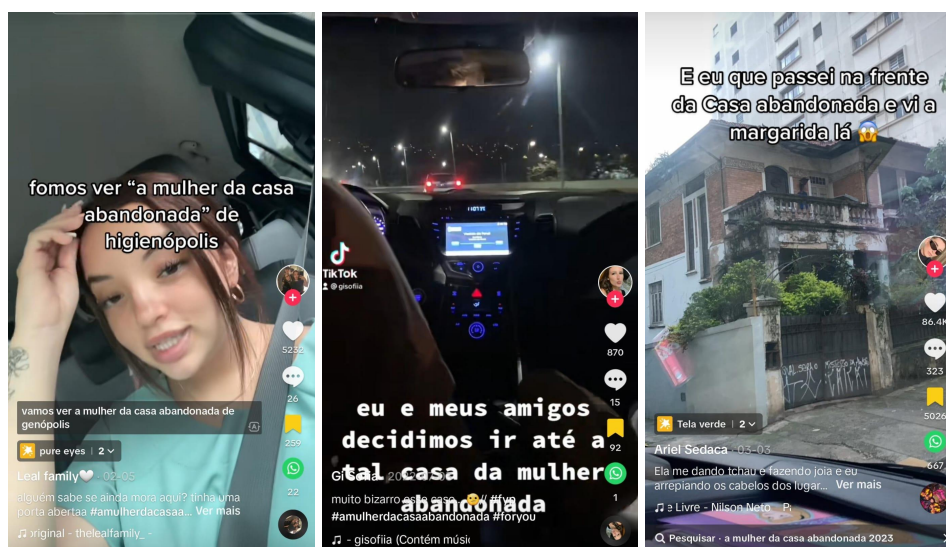 fomos ver “a mulher da casa
abandonada” de
higienópolis
5232
26
vamos ver a mulher da casa abandonada de
genópolis
259
pure eyes | 2
Leal family🤍 · 02-05
22
alguém sabe se ainda mora aqui? tinha uma
porta abertaa #amulherdacasaa... Ver mais
original - thelealfamily_ -
TikTok
@gisofiia
870
15
eu e meus amigos
decidimos ir até a
tal casa da mulher
abandonada
92
1
muito bizarro este caso 🙂// #fyp
#amulherdacasaabandonada #foryou
- gisofiia (Contém músic
E eu que passei na frente
da Casa abandonada e vi a
margarida lá 😱
86.4K
323
Tela verde | 2
5026
Ariel Sedaca · 03-03
667
Ela me dando tchau e fazendo joia e eu
arrepiando os cabelos dos lugar... Ver mais
e Livre - Nilson Neto
Pesquisar · a mulher da casa abandonada 2023